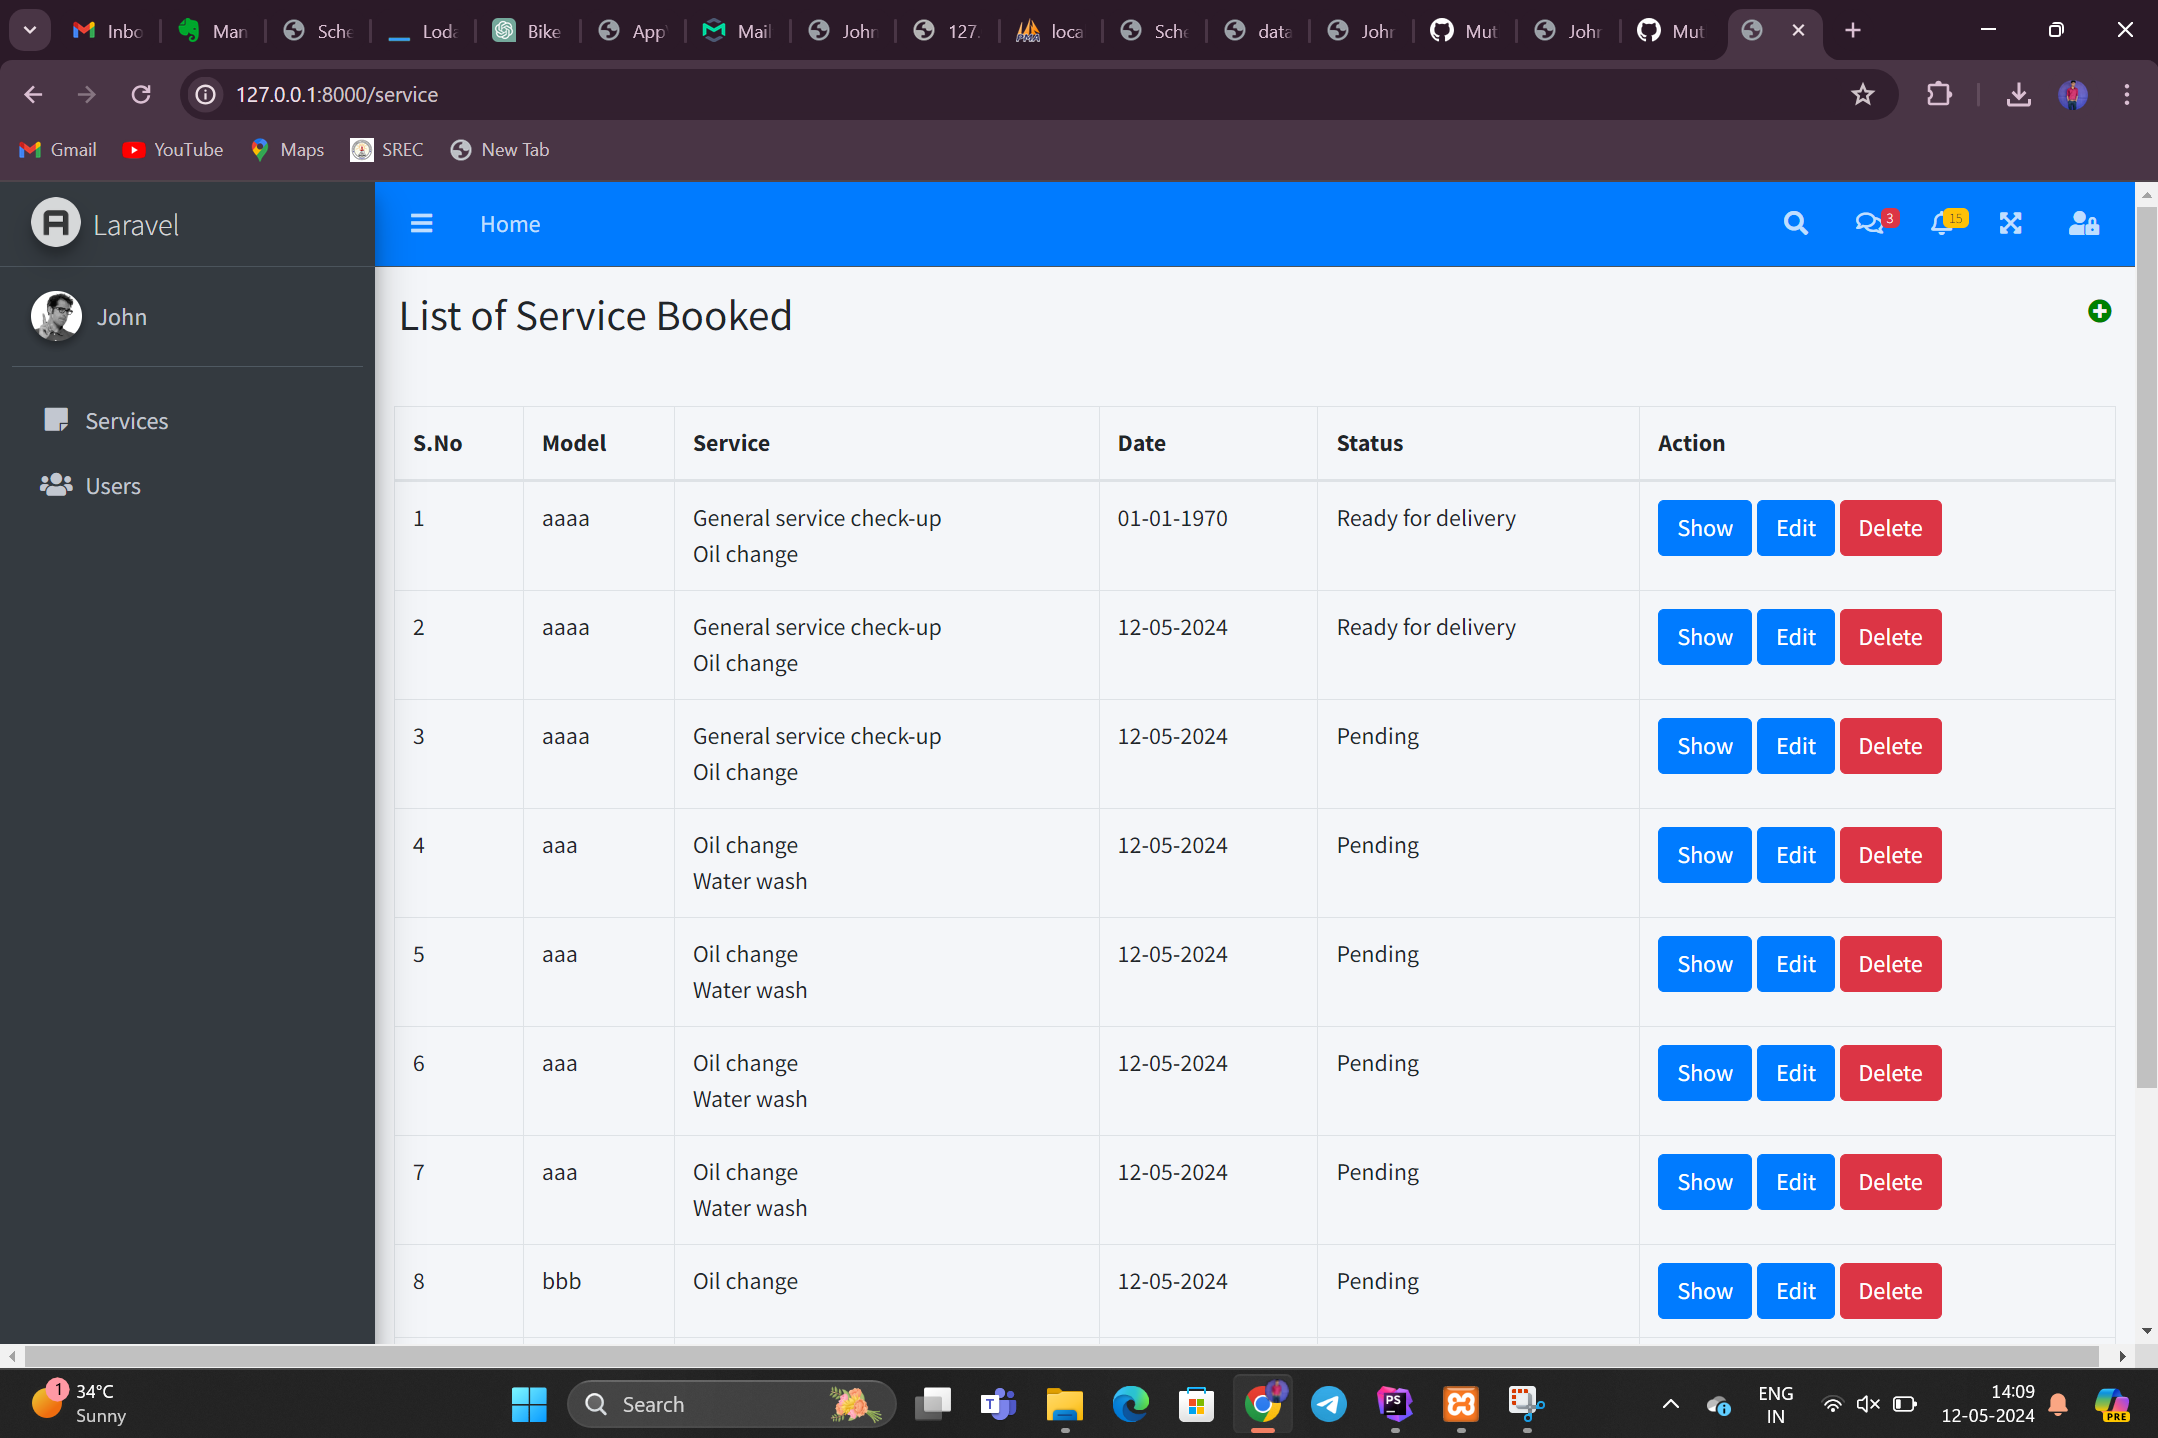 Inbo Man Sche Loda Bike App Mail John 127. loca Sche data John Mut John Mut
127.0.0.1:8000/service
Gmail YouTube Maps SREC New Tab
Laravel
Home
3
15
John
List of Service Booked
Services
Users
S.No Model Service Date Status Action
1 aaaa General service check-up 01-01-1970 Ready for delivery Show Edit Delete
Oil change
2 aaaa General service check-up 12-05-2024 Ready for delivery Show Edit Delete
Oil change
3 aaaa General service check-up 12-05-2024 Pending Show Edit Delete
Oil change
4 aaa Oil change 12-05-2024 Pending Show Edit Delete
Water wash
5 aaa Oil change 12-05-2024 Pending Show Edit Delete
Water wash
6 aaa Oil change 12-05-2024 Pending Show Edit Delete
Water wash
7 aaa Oil change 12-05-2024 Pending Show Edit Delete
Water wash
8 bbb Oil change 12-05-2024 Pending Show Edit Delete
1
34°C
Sunny
Search
PS
PRE
ENG
IN
14:09
12-05-2024